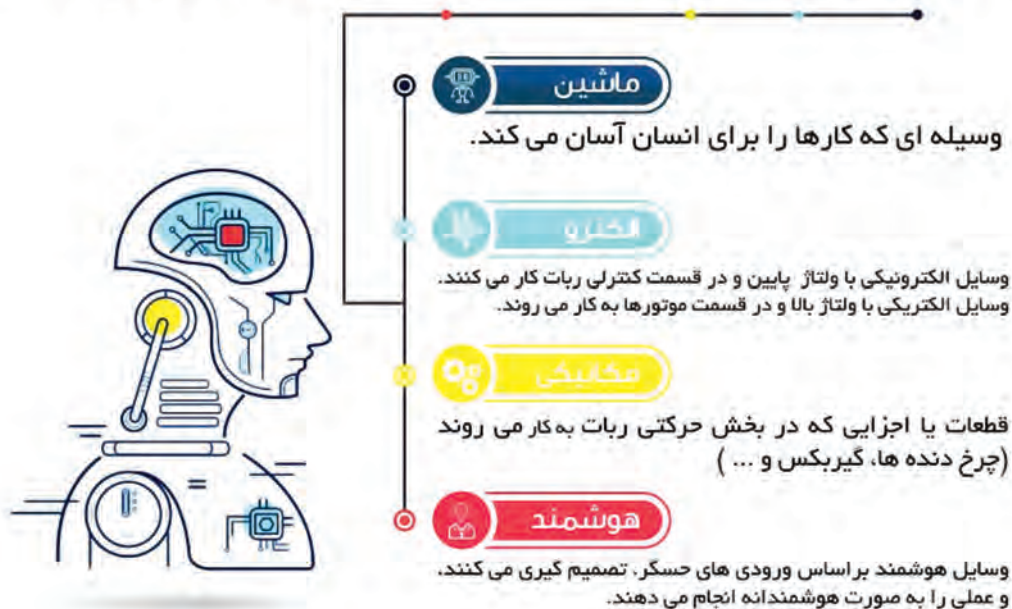 ماشین
وسیله ای که کارها را برای انسان آسان می کند.
الکترو
وسایل الکترونیکی با ولتاژ پایین و در قسمت کنترلی ربات کار می کنند.
وسایل الکتریکی با ولتاژ بالا و در قسمت موتورها به کار می روند.
مکانیکی
قطعات یا اجزایی که در بخش حرکتی ربات به کار می روند
(چرخ دنده ها، گیربکس و ... )
هوشمند
وسایل هوشمند براساس ورودی های حسگر، تصمیم گیری می کنند،
و عملی را به صورت هوشمندانه انجام می دهند.